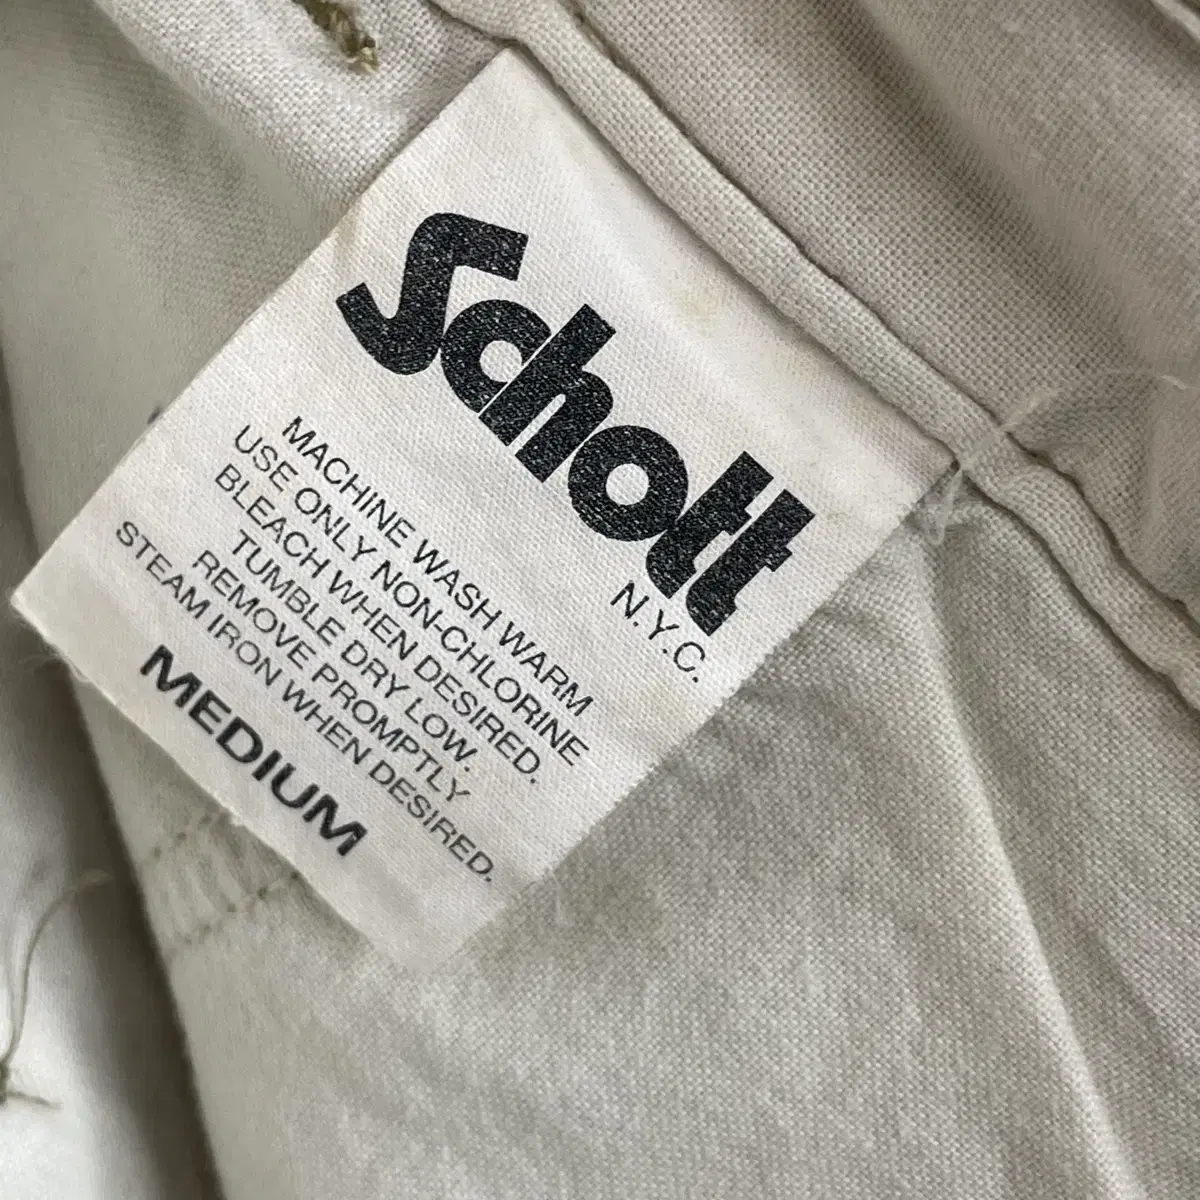 Schott
N.Y.C.
MACHINE WASH WARM
USE ONLY NON-CHLORINE
BLEACH WHEN DESIRED.
TUMBLE DRY LOW.
REMOVE PROMPTLY
STEAM IRON WHEN DESIRED.
MEDIUM